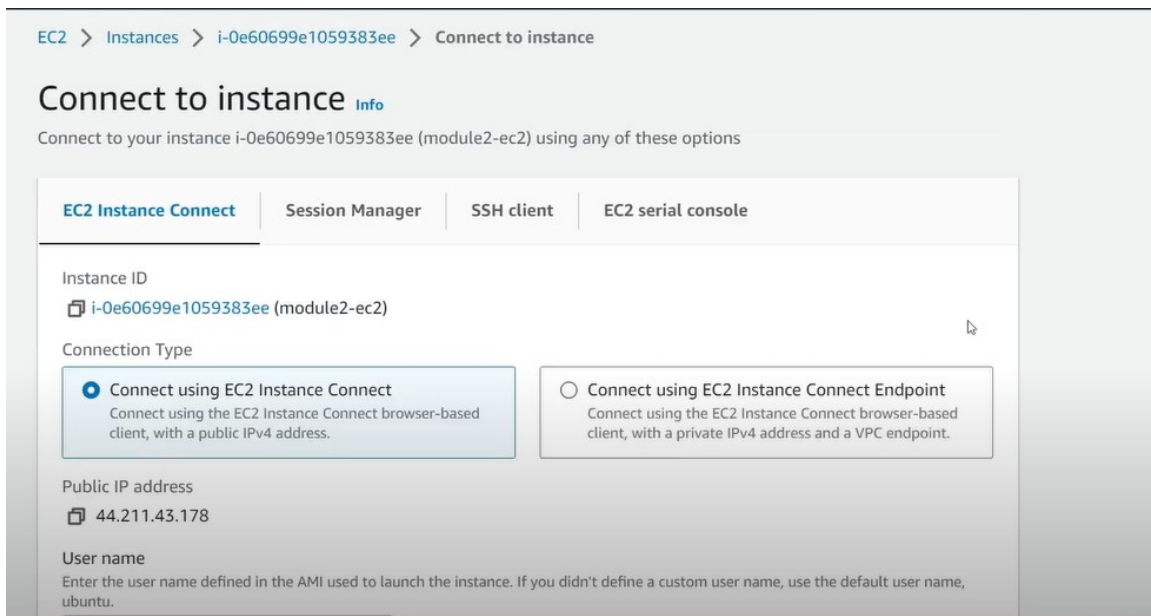 EC2 > Instances > i-0e60699e1059383ee > Connect to instance
Connect to instance Info
Connect to your instance i-0e60699e1059383ee (module2-ec2) using any of these options
EC2 Instance Connect Session Manager SSH client EC2 serial console
Instance ID
i-0e60699e1059383ee (module2-ec2)
Connection Type
Connect using EC2 Instance Connect
Connect using the EC2 Instance Connect browser-based
client, with a public IPv4 address.
Connect using EC2 Instance Connect Endpoint
Connect using the EC2 Instance Connect browser-based
client, with a private IPv4 address and a VPC endpoint.
Public IP address
44.211.43.178
User name
Enter the user name defined in the AMI used to launch the instance. If you didn't define a custom user name, use the default user name,
ubuntu.